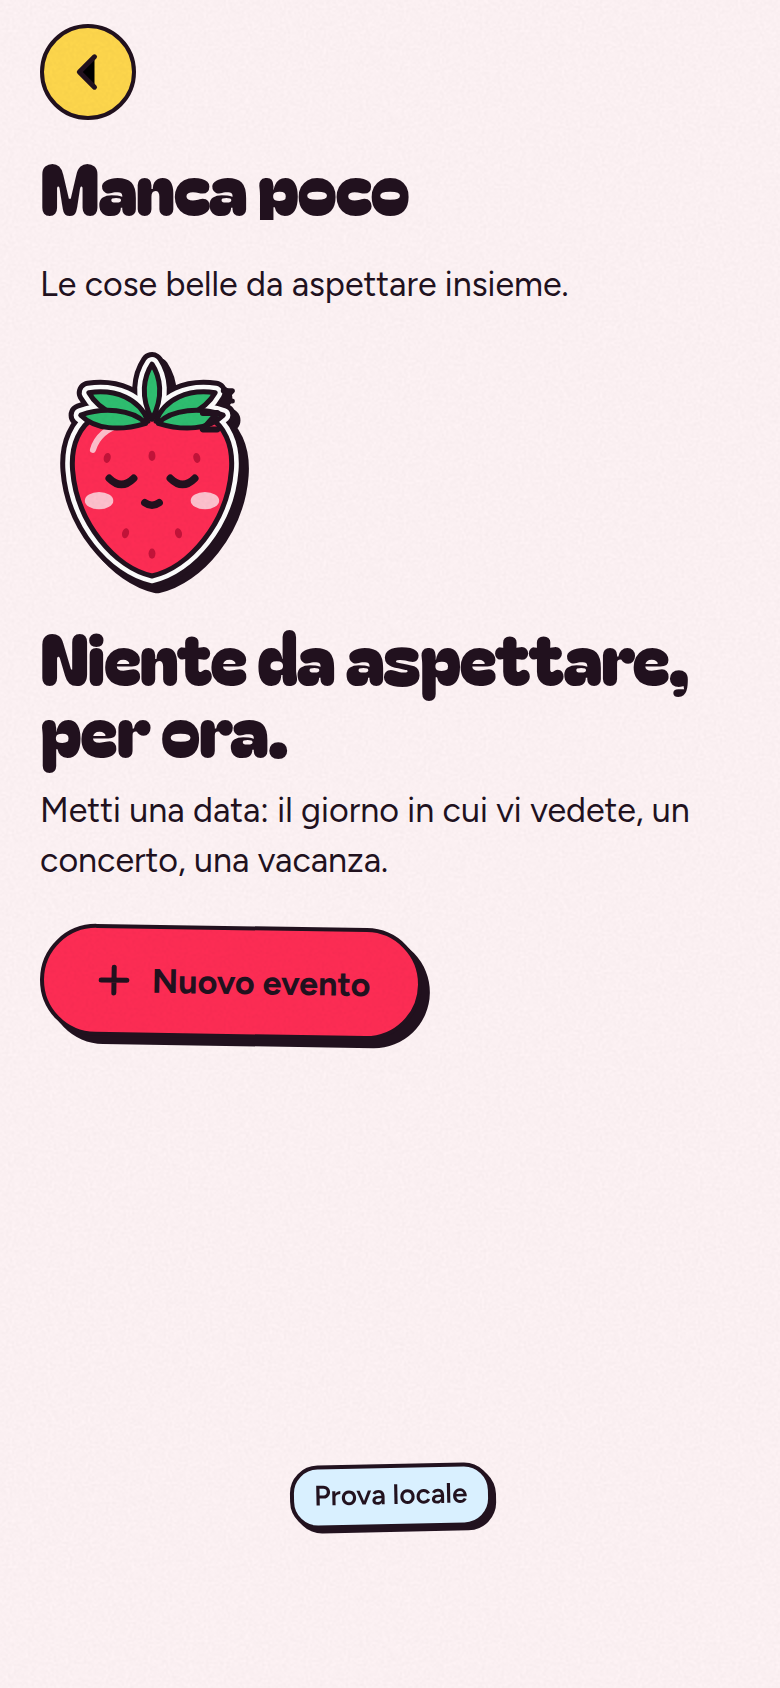 Manca poco
Le cose belle da aspettare insieme.
Niente da aspettare,
per ora.
Metti una data: il giorno in cui vi vedete, un
concerto, una vacanza.
Nuovo evento
Prova locale